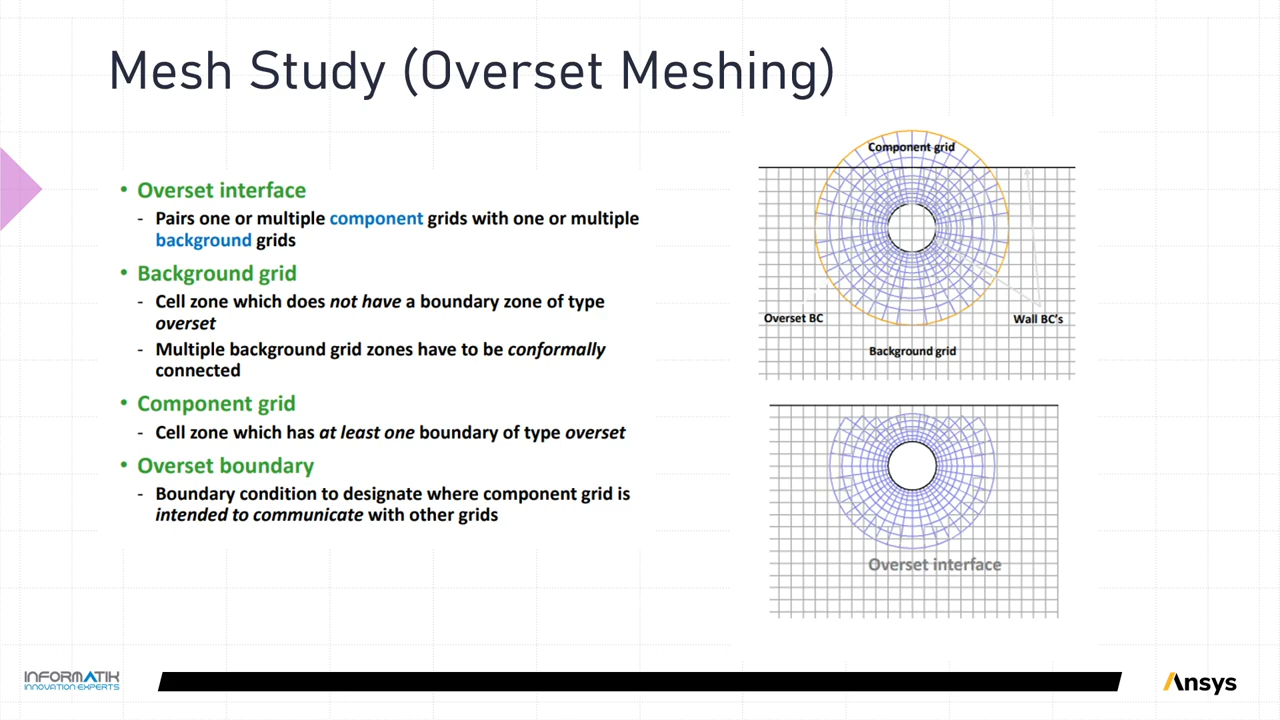 Mesh Study (Overset Meshing)
• Overset interface
- Pairs one or multiple component grids with one or multiple
background grids
• Background grid
- Cell zone which does not have a boundary zone of type
overset
- Multiple background grid zones have to be conformally
connected
• Component grid
- Cell zone which has at least one boundary of type overset
• Overset boundary
- Boundary condition to designate where component grid is
intended to communicate with other grids
Component grid
Overset BC
Wall BC's
Background grid
Overset interface
INFORMATIK
INNOVATION EXPERTS
Ansys